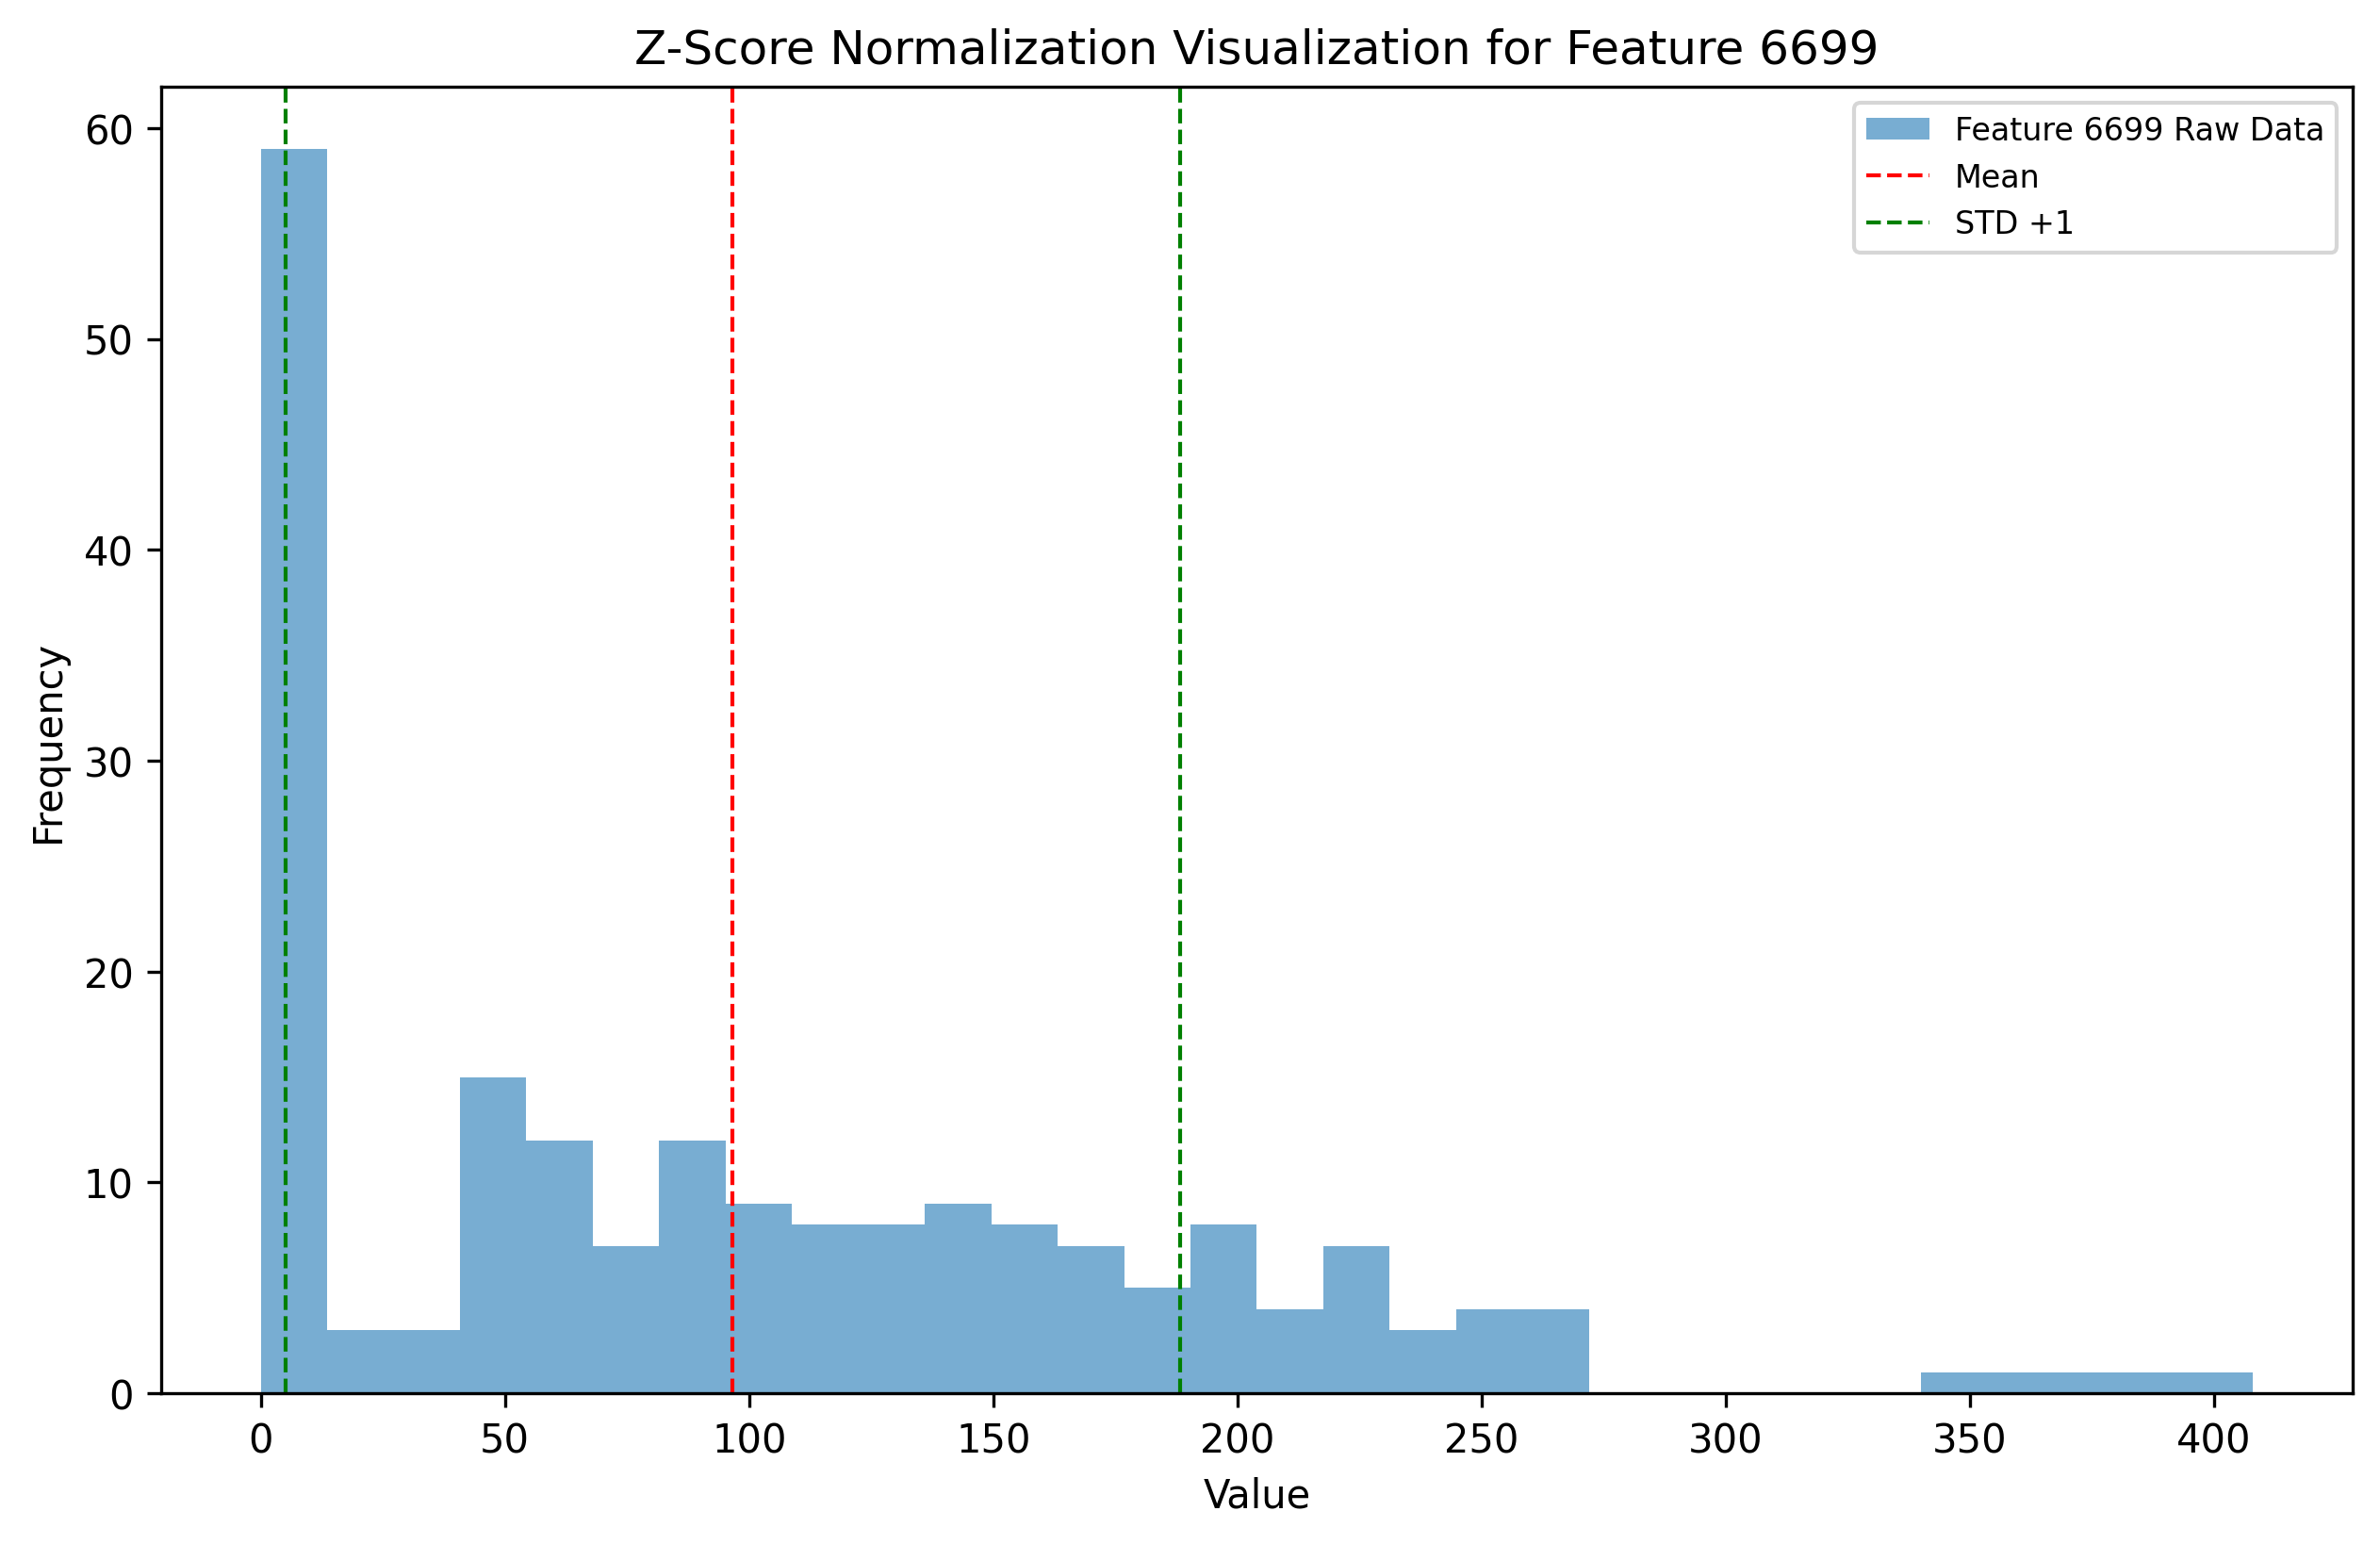 Z-Score Normalization Visualization for Feature 6699
Feature 6699 Raw Data
Mean
STD +1
60
50
40
30
20
10
0
Frequency
0 50 100 150 200 250 300 350 400
Value